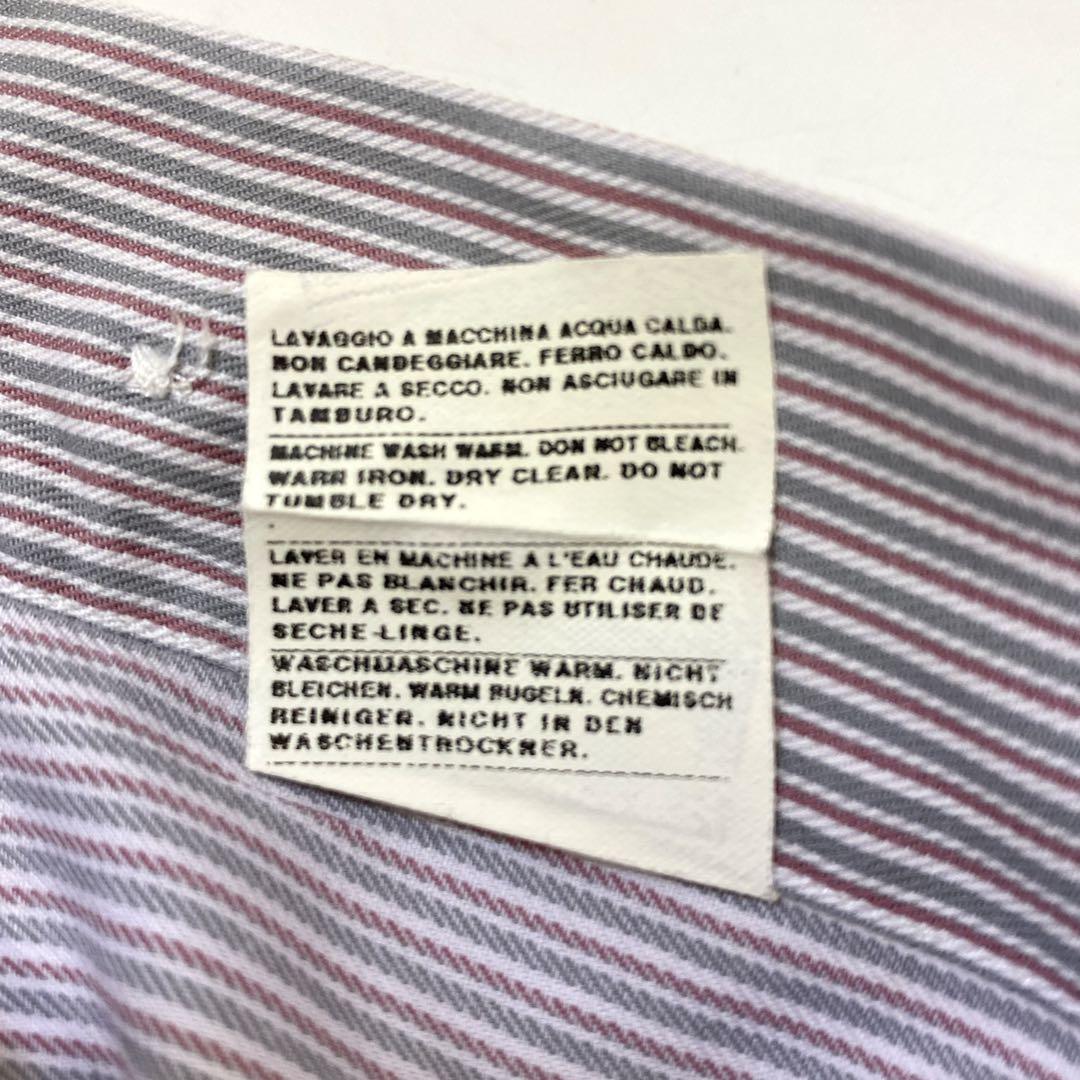 LAVAGGIO A MACCHINA ACQUA CALDA.
NON CANDEGGIARE. FERRO CALDO.
LAVARE A SECCO. NON ASCIUGARE IN
TAMBURO.
MACHINE WASH WARM. DON NOT BLEACH.
WARM IRON. DRY CLEAN. DO NOT
TUMBLE DRY.
LAVER EN MACHINE A L'EAU CHAUDE.
NE PAS BLANCHIR. FER CHAUD.
LAVER A SEC. NE PAS UTILISER DE
SECHE-LINGE.
WASCHMASCHINE WARM. NICHT
BLEICHEN. WARM BUGELN. CHEMISCH
REINIGER. NICHT IN DEN
WASCHENTROCKNER.